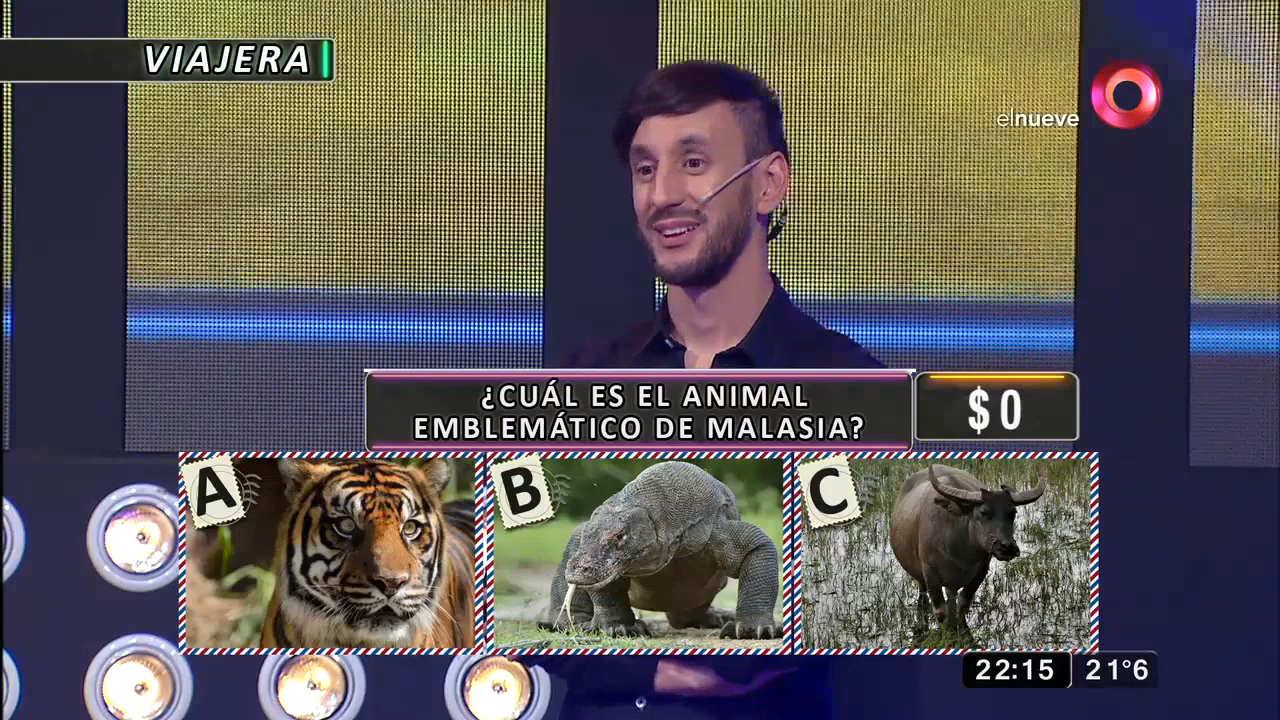 VIAJERA
elnueve
¿CUÁL ES EL ANIMAL
EMBLEMÁTICO DE MALASIA?
$0
A
B
C
22:15
21°6